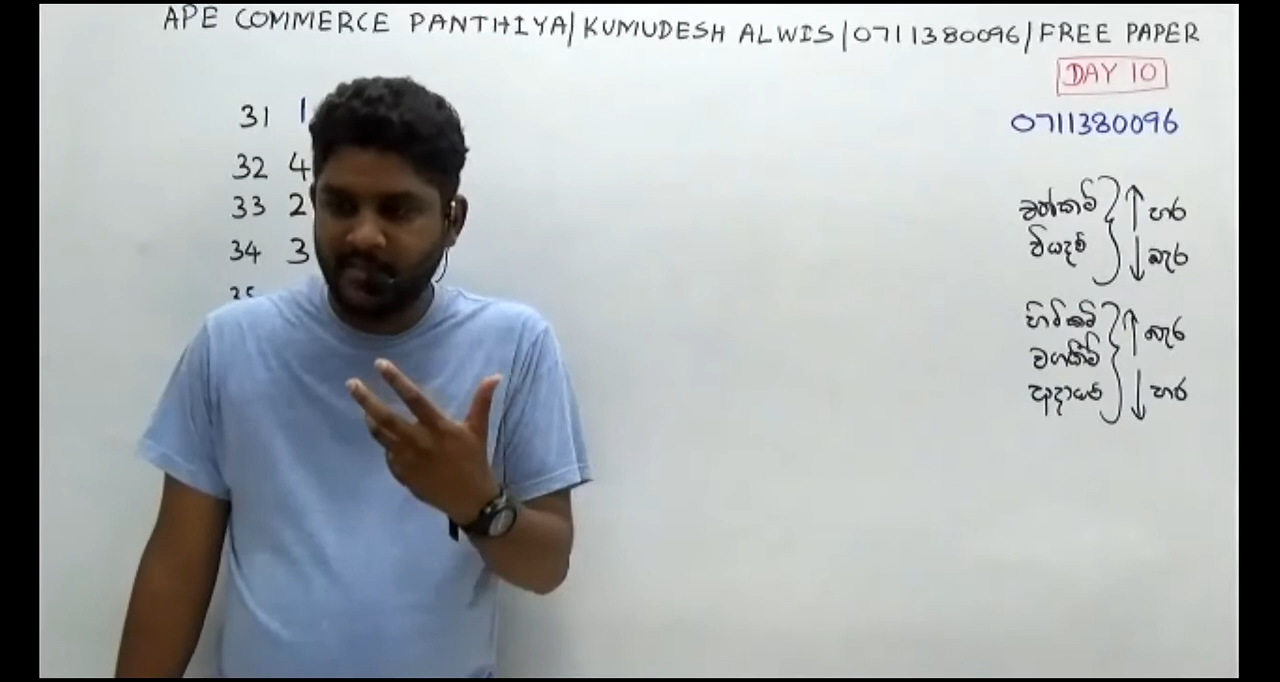 APE COMMERCE PANTHIYA/KUMUDESH ALWIS/0711380096/FREE PAPER
DAY 10
0711380096
31 1
32 4
33 2
34 3
35
වත්කම් ↑ හර
වියදම් ↓ බැර
හිමිකම් ↑ බැර
වගකීම්
ආදායම් ↓ හර